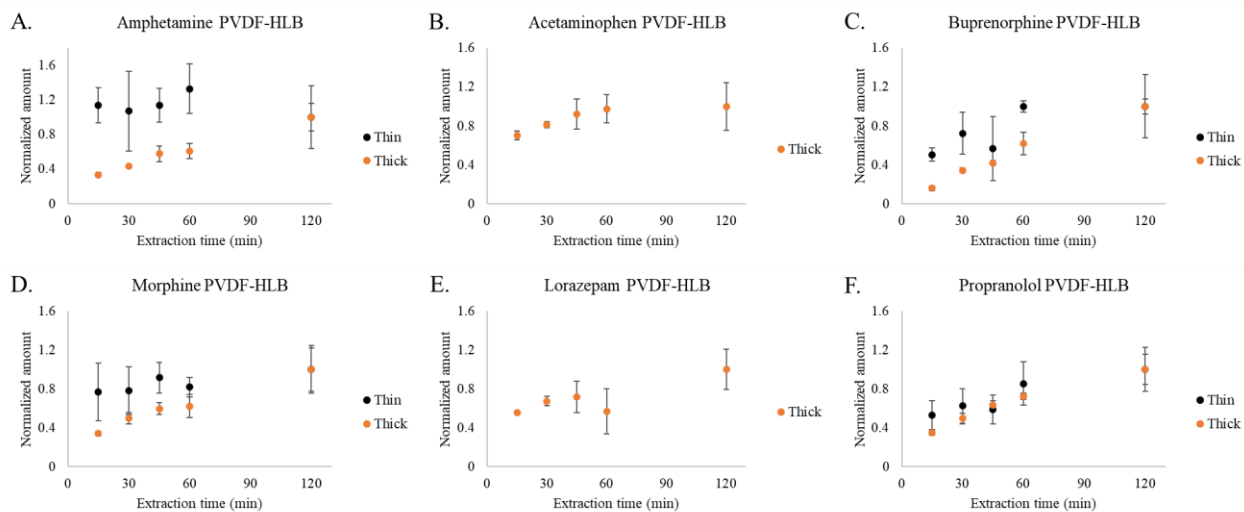 A.
Amphetamine PVDF-HLB
Normalized amount
1.6
1.2
0.8
0.4
0
0
30
60
90
120
Extraction time (min)
Thin
Thick
B.
Acetaminophen PVDF-HLB
Normalized amount
1.6
1.2
0.8
0.4
0
0
30
60
90
120
Extraction time (min)
Thick
C.
Buprenorphine PVDF-HLB
Normalized amount
1.6
1.2
0.8
0.4
0
0
30
60
90
120
Extraction time (min)
Thin
Thick
D.
Morphine PVDF-HLB
Normalized amount
1.6
1.2
0.8
0.4
0
0
30
60
90
120
Extraction time (min)
Thin
Thick
E.
Lorazepam PVDF-HLB
Normalized amount
1.6
1.2
0.8
0.4
0
0
30
60
90
120
Extraction time (min)
Thick
F.
Propranolol PVDF-HLB
Normalized amount
1.6
1.2
0.8
0.4
0
0
30
60
90
120
Extraction time (min)
Thin
Thick